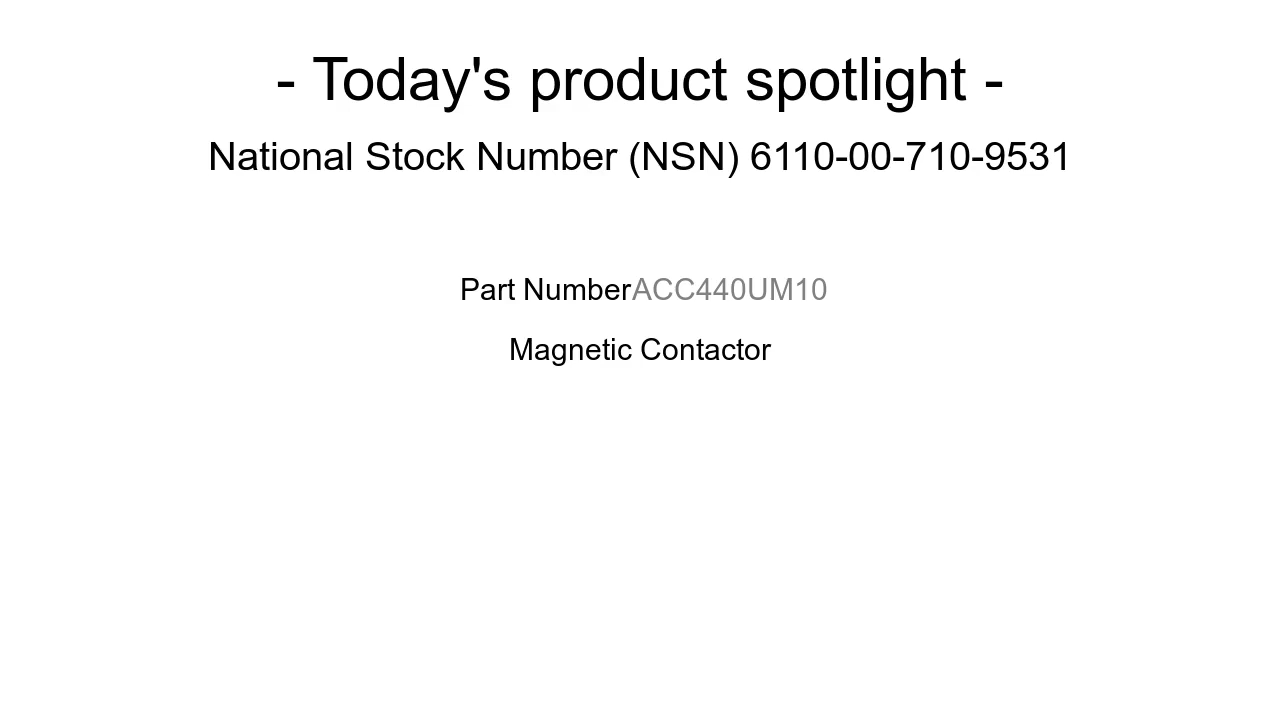 - Today's product spotlight -
National Stock Number (NSN) 6110-00-710-9531
Part NumberACC440UM10
Magnetic Contactor